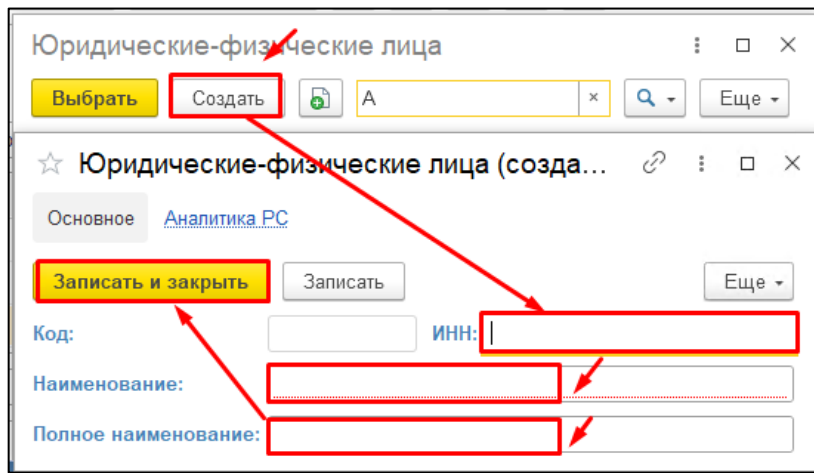 Юридические-физические лица
Выбрать Создать А × Еще
Юридические-физические лица (созда...
Основное Аналитика РС
Записать и закрыть Записать Еще
Код: ИНН:
Наименование:
Полное наименование: